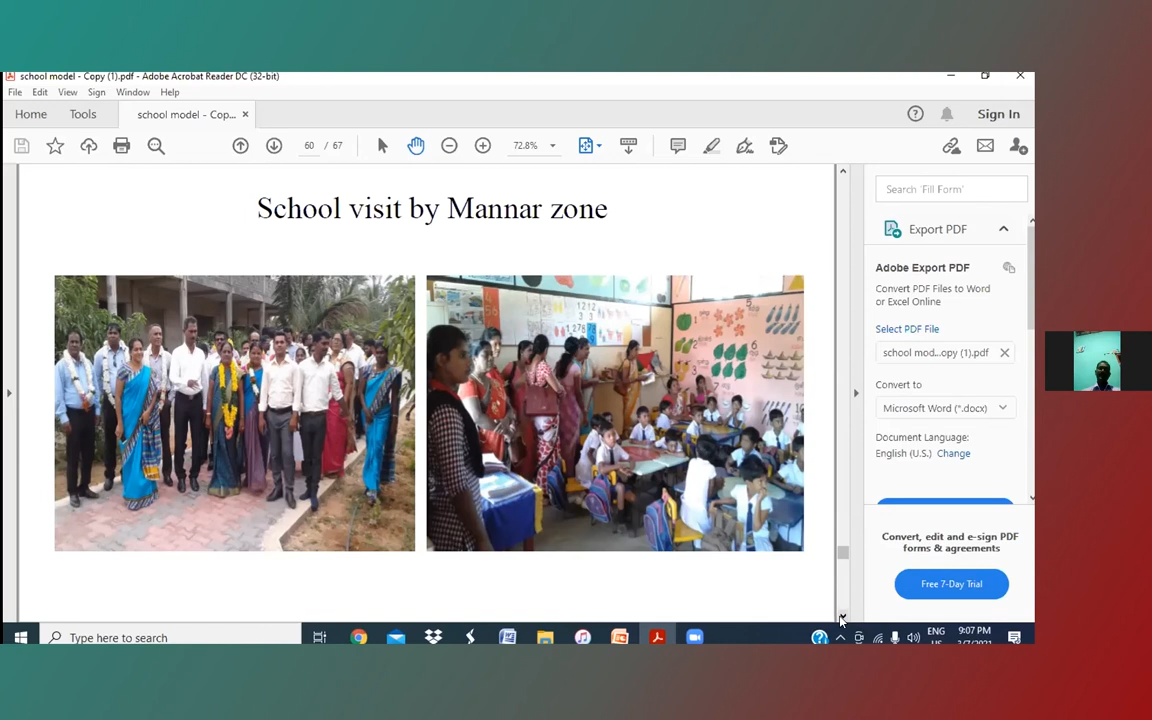 school model - Copy (1).pdf - Adobe Acrobat Reader DC (32-bit)
File Edit View Sign Window Help
Home Tools school model - Cop... × Sign In
60 / 67 72.8%
School visit by Mannar zone
Search 'Fill Form'
Export PDF
Adobe Export PDF
Convert PDF Files to Word
or Excel Online
Select PDF File
school mod...opy (1).pdf
Convert to
Microsoft Word (*.docx)
Document Language:
English (U.S.) Change
Convert, edit and e-sign PDF
forms & agreements
Free 7-Day Trial
Type here to search
ENG
9:07 PM